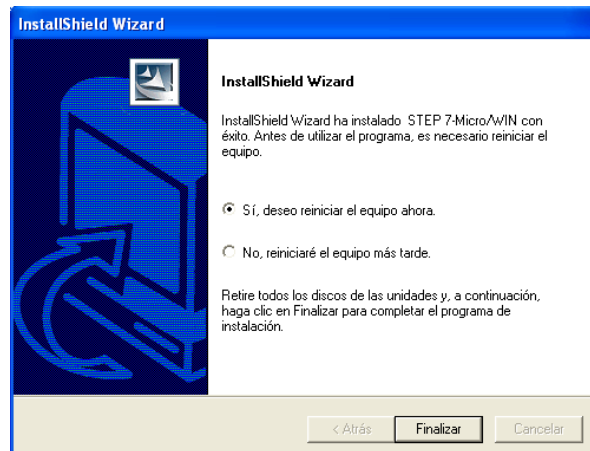 InstallShield Wizard
InstallShield Wizard
InstallShield Wizard ha instalado STEP 7-Micro/WIN con
éxito. Antes de utilizar el programa, es necesario reiniciar el
equipo.
Sí, deseo reiniciar el equipo ahora.
No, reiniciaré el equipo más tarde.
Retire todos los discos de las unidades y, a continuación,
haga clic en Finalizar para completar el programa de
instalación.
< Atrás Finalizar Cancelar